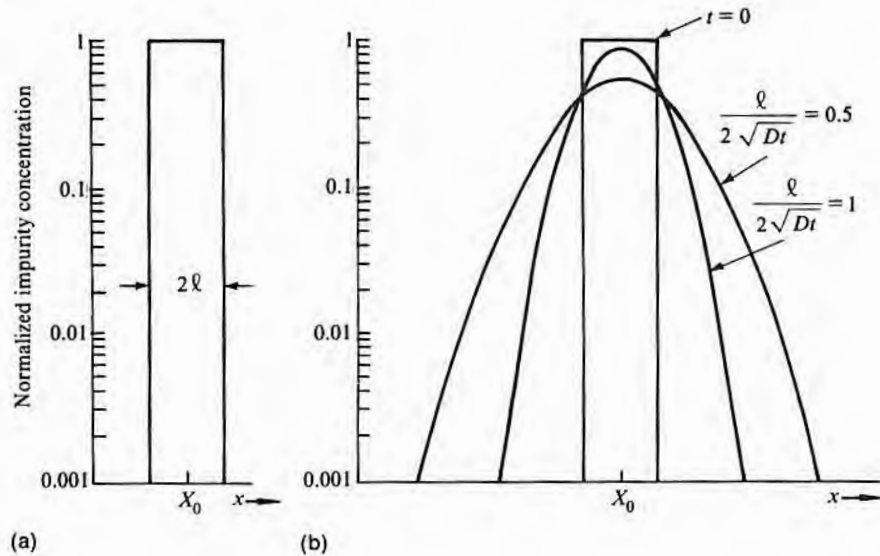 Normalized impurity concentration
1
0.1
0.01
0.001
2ℓ
X₀
x
(a)
1
0.1
0.01
0.001
t = 0
ℓ / 2 √Dt = 0.5
ℓ / 2 √Dt = 1
X₀
x
(b)